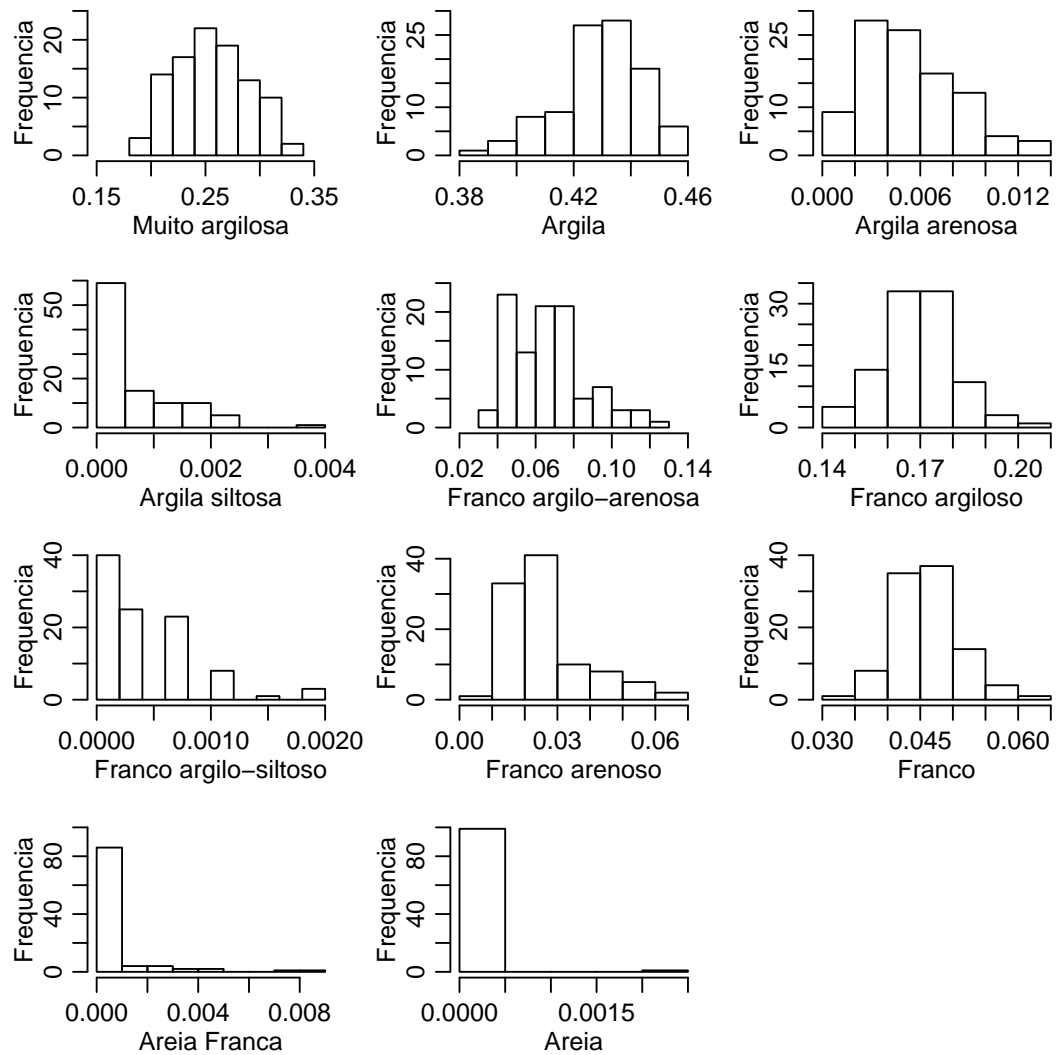 Frequencia
0 10 20
0.15 0.25 0.35
Muito argilosa
Frequencia
0 10 25
0.38 0.42 0.46
Argila
Frequencia
0 10 25
0.000 0.006 0.012
Argila arenosa
Frequencia
0 20 50
0.000 0.002 0.004
Argila siltosa
Frequencia
0 10 20
0.02 0.06 0.10 0.14
Franco argilo−arenosa
Frequencia
0 15 30
0.14 0.17 0.20
Franco argiloso
Frequencia
0 20 40
0.0000 0.0010 0.0020
Franco argilo−siltoso
Frequencia
0 20 40
0.00 0.03 0.06
Franco arenoso
Frequencia
0 20 40
0.030 0.045 0.060
Franco
Frequencia
0 40 80
0.000 0.004 0.008
Areia Franca
Frequencia
0 40 80
0.0000 0.0015
Areia